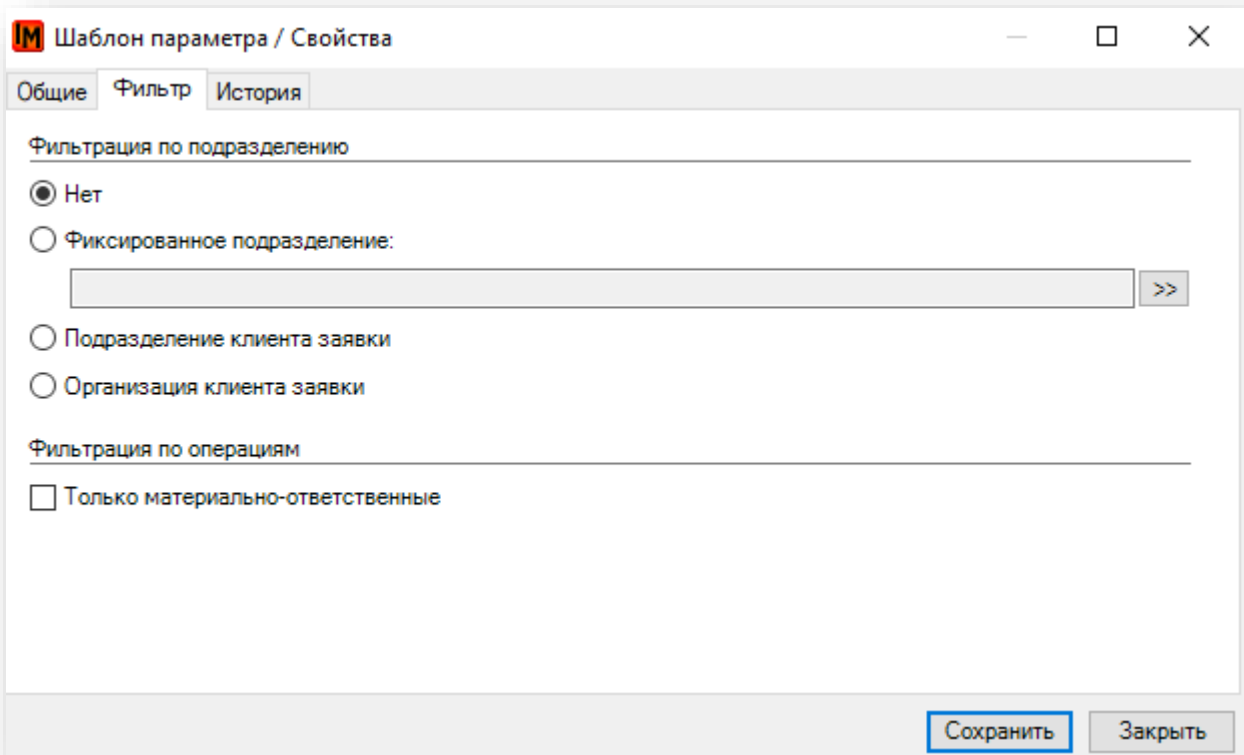 IM Шаблон параметра / Свойства
Общие Фильтр История
Фильтрация по подразделению
Нет
Фиксированное подразделение:
>>
Подразделение клиента заявки
Организация клиента заявки
Фильтрация по операциям
Только материально-ответственные
Сохранить Закрыть